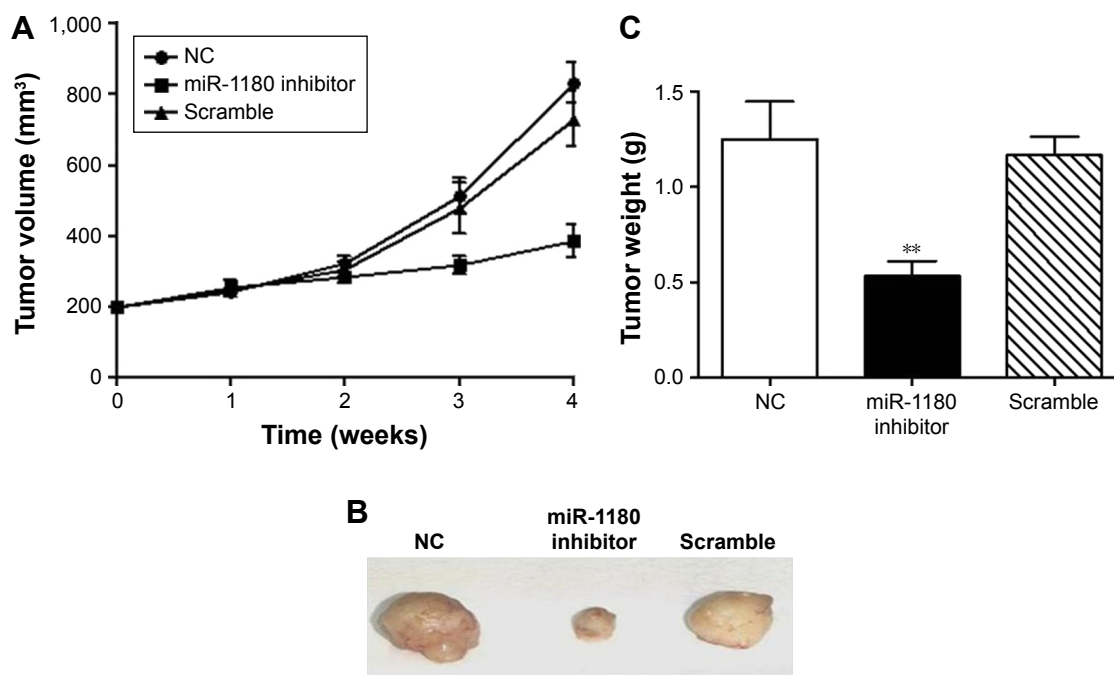 A
Tumor volume (mm³)
1,000
800
600
400
200
0
NC
miR-1180 inhibitor
Scramble
0 1 2 3 4
Time (weeks)
C
Tumor weight (g)
1.5
1.0
0.5
0.0
**
NC miR-1180 Scramble
inhibitor
B
miR-1180
NC inhibitor Scramble